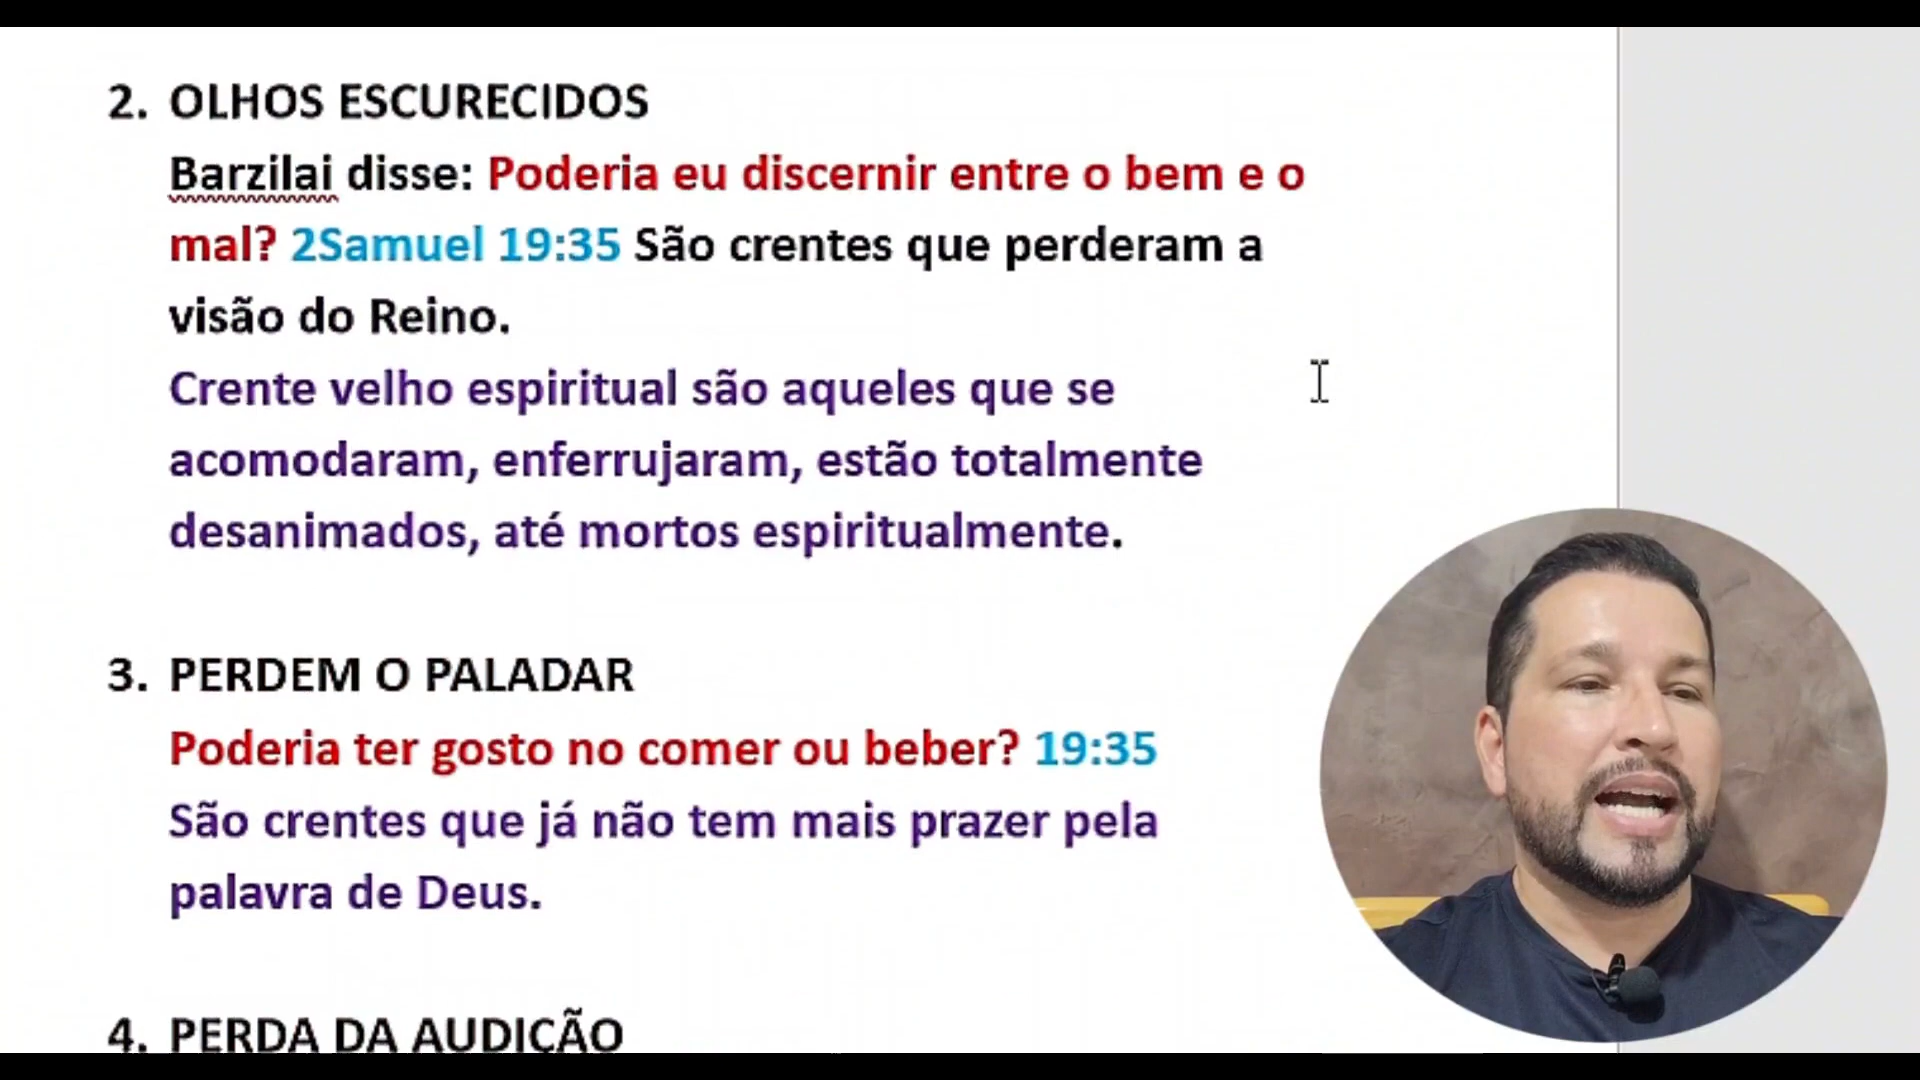 2. OLHOS ESCURECIDOS
Barzilai disse: Poderia eu discernir entre o bem e o
mal? 2Samuel 19:35 São crentes que perderam a
visão do Reino.
Crente velho espiritual são aqueles que se
acomodaram, enferrujaram, estão totalmente
desanimados, até mortos espiritualmente.
3. PERDEM O PALADAR
Poderia ter gosto no comer ou beber? 19:35
São crentes que já não tem mais prazer pela
palavra de Deus.
4. PERDA DA AUDIÇÃO